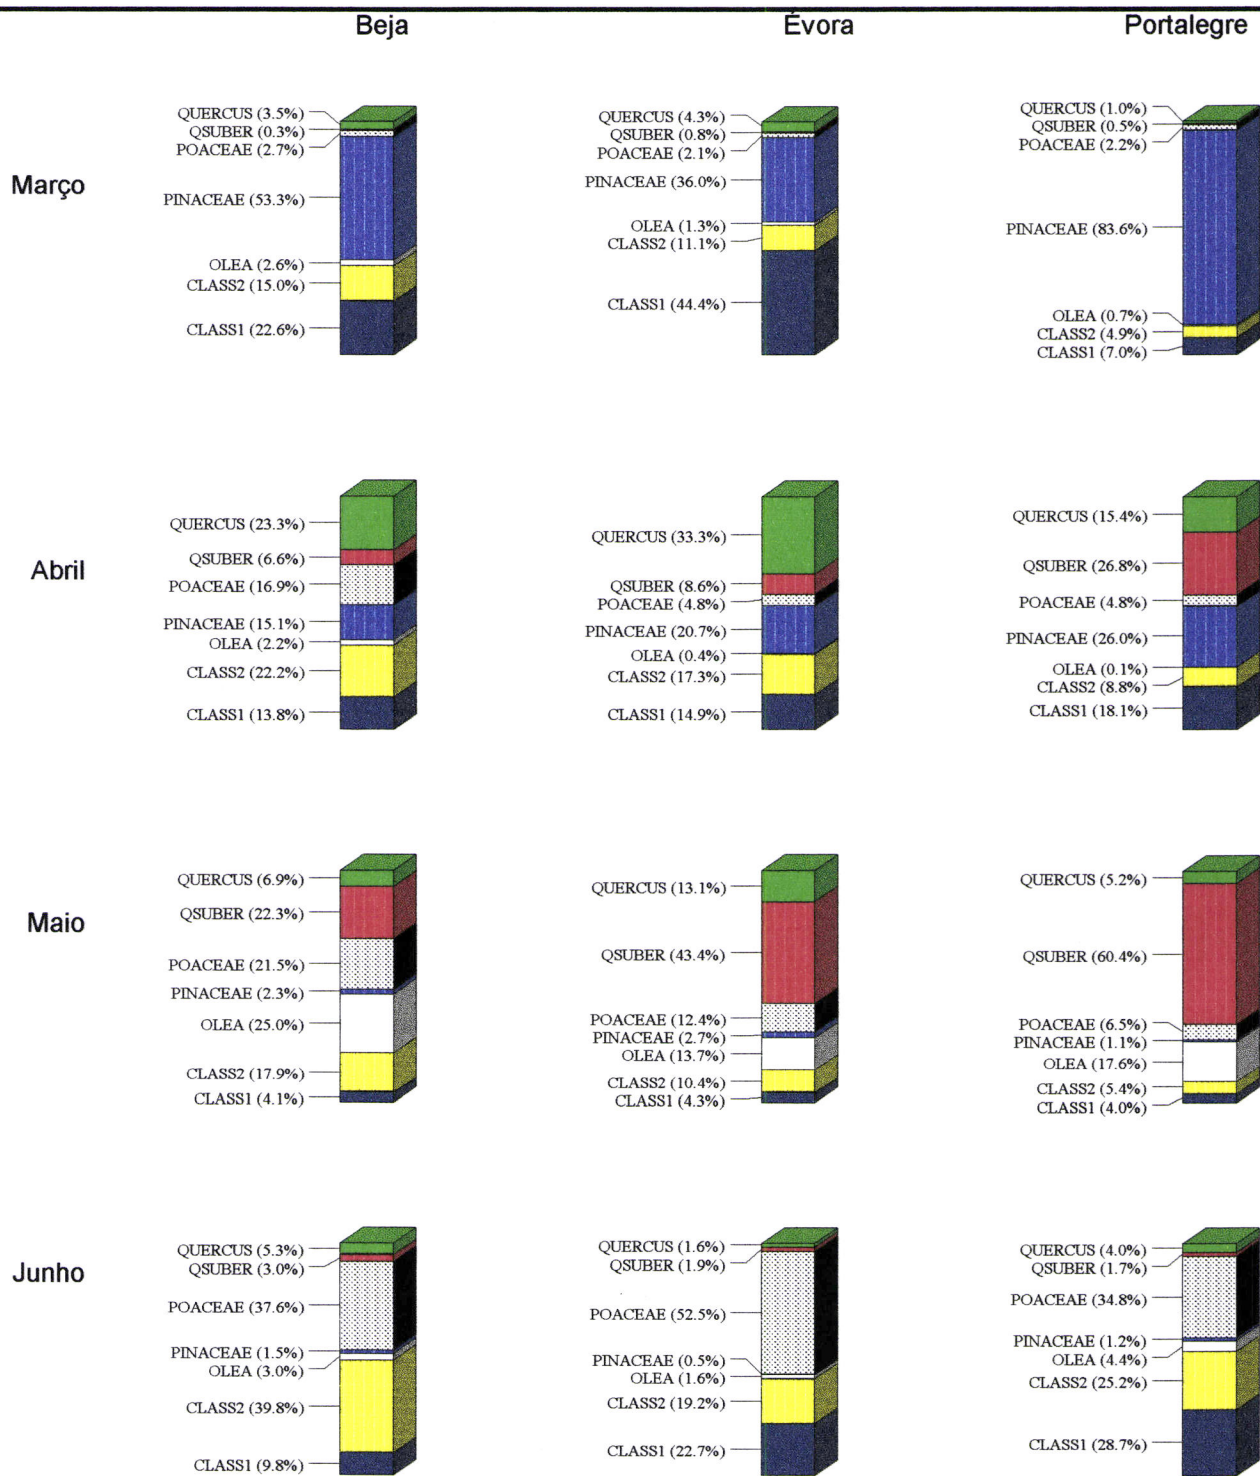 Beja
Évora
Portalegre
Março
QUERCUS (3.5%)
QSUBER (0.3%)
POACEAE (2.7%)
PINACEAE (53.3%)
OLEA (2.6%)
CLASS2 (15.0%)
CLASS1 (22.6%)
QUERCUS (4.3%)
QSUBER (0.8%)
POACEAE (2.1%)
PINACEAE (36.0%)
OLEA (1.3%)
CLASS2 (11.1%)
CLASS1 (44.4%)
QUERCUS (1.0%)
QSUBER (0.5%)
POACEAE (2.2%)
PINACEAE (83.6%)
OLEA (0.7%)
CLASS2 (4.9%)
CLASS1 (7.0%)
Abril
QUERCUS (23.3%)
QSUBER (6.6%)
POACEAE (16.9%)
PINACEAE (15.1%)
OLEA (2.2%)
CLASS2 (22.2%)
CLASS1 (13.8%)
QUERCUS (33.3%)
QSUBER (8.6%)
POACEAE (4.8%)
PINACEAE (20.7%)
OLEA (0.4%)
CLASS2 (17.3%)
CLASS1 (14.9%)
QUERCUS (15.4%)
QSUBER (26.8%)
POACEAE (4.8%)
PINACEAE (26.0%)
OLEA (0.1%)
CLASS2 (8.8%)
CLASS1 (18.1%)
Maio
QUERCUS (6.9%)
QSUBER (22.3%)
POACEAE (21.5%)
PINACEAE (2.3%)
OLEA (25.0%)
CLASS2 (17.9%)
CLASS1 (4.1%)
QUERCUS (13.1%)
QSUBER (43.4%)
POACEAE (12.4%)
PINACEAE (2.7%)
OLEA (13.7%)
CLASS2 (10.4%)
CLASS1 (4.3%)
QUERCUS (5.2%)
QSUBER (60.4%)
POACEAE (6.5%)
PINACEAE (1.1%)
OLEA (17.6%)
CLASS2 (5.4%)
CLASS1 (4.0%)
Junho
QUERCUS (5.3%)
QSUBER (3.0%)
POACEAE (37.6%)
PINACEAE (1.5%)
OLEA (3.0%)
CLASS2 (39.8%)
CLASS1 (9.8%)
QUERCUS (1.6%)
QSUBER (1.9%)
POACEAE (52.5%)
PINACEAE (0.5%)
OLEA (1.6%)
CLASS2 (19.2%)
CLASS1 (22.7%)
QUERCUS (4.0%)
QSUBER (1.7%)
POACEAE (34.8%)
PINACEAE (1.2%)
OLEA (4.4%)
CLASS2 (25.2%)
CLASS1 (28.7%)